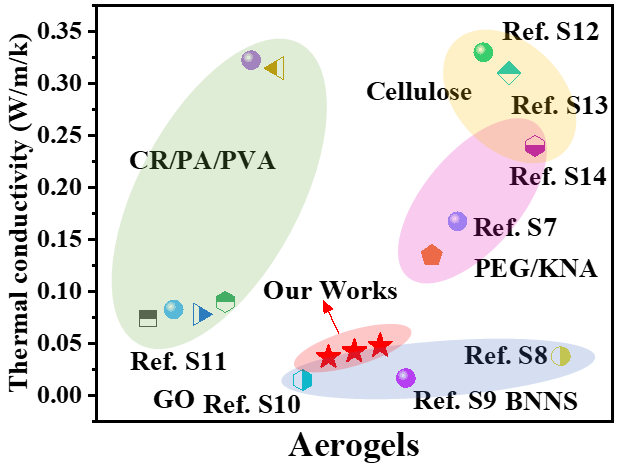 Thermal conductivity (W/m/k)
0.35
0.30
0.25
0.20
0.15
0.10
0.05
0.00
Ref. S12
Cellulose
Ref. S13
CR/PA/PVA
Ref. S14
Ref. S7
PEG/KNA
Our Works
Ref. S11
Ref. S8
GO
Ref. S10
Ref. S9
BNNS
Aerogels